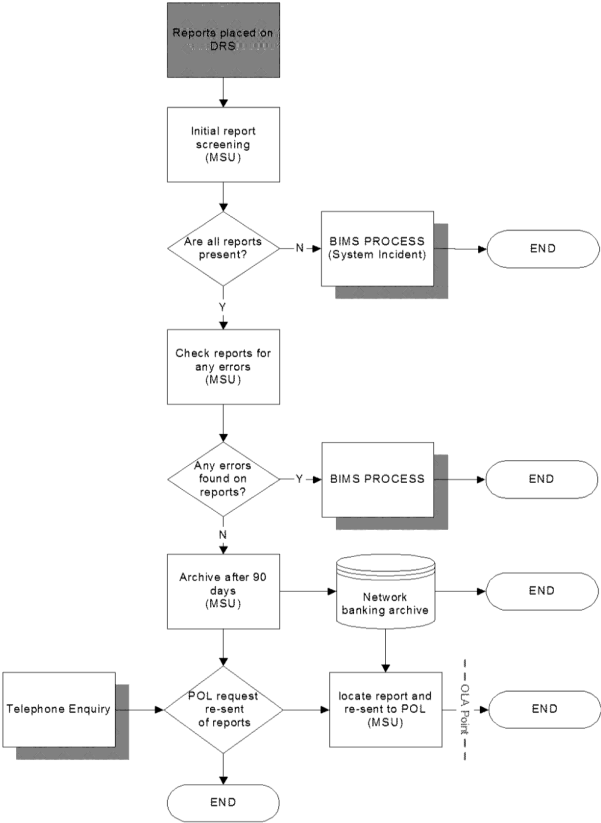 Reports placed on
DRS
Initial report
screening
(MSU)
Are all reports
present?
N
BIMS PROCESS
(System Incident)
END
Y
Check reports for
any errors
(MSU)
Any errors
found on
reports?
Y
BIMS PROCESS
END
N
Archive after 90
days
(MSU)
Network
banking archive
END
Telephone Enquiry
POL request
re-sent
of reports
locate report and
re-sent to POL
(MSU)
OLA Point
END
END